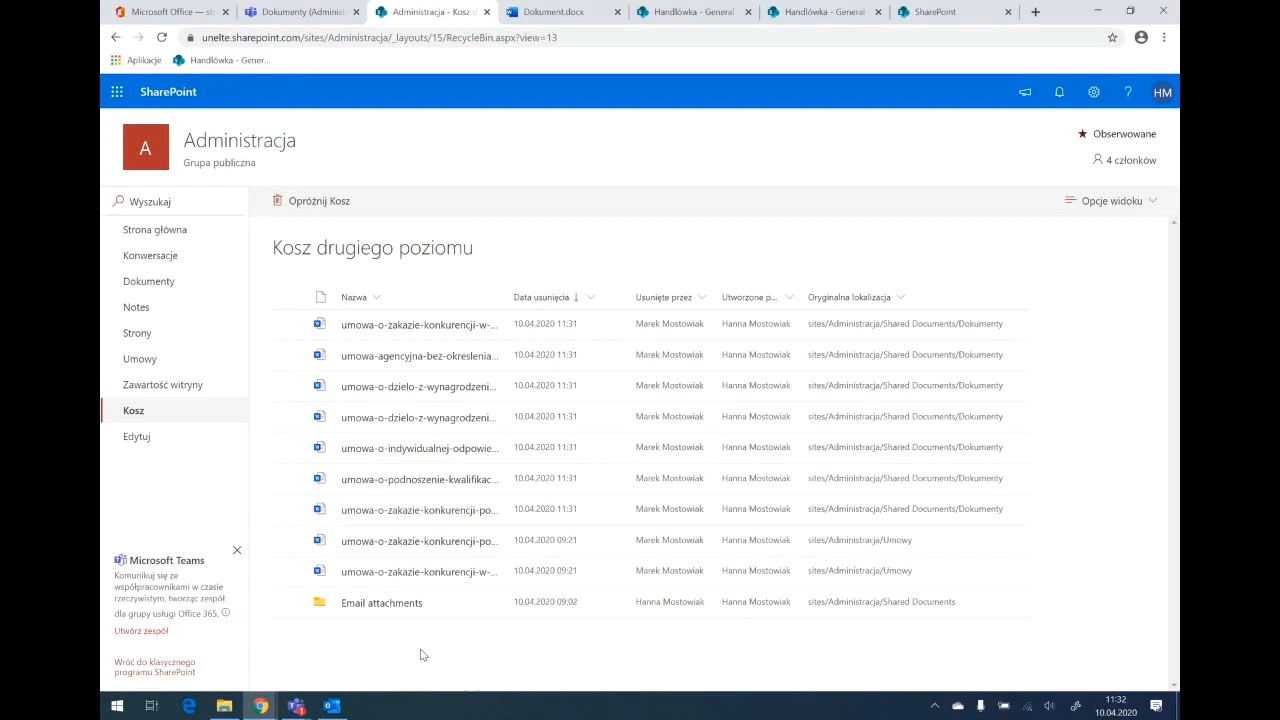 Microsoft Office — st
Dokumenty (Administ
Administracja - Kosz d
Dokument.docx
Handlówka - General
Handlówka - General
SharePoint
unelte.sharepoint.com/sites/Administracja/_layouts/15/RecycleBin.aspx?view=13
Aplikacje
Handlówka - Gener...
SharePoint
HM
A
Administracja
Grupa publiczna
Obserwowane
4 członków
Wyszukaj
Opróżnij Kosz
Opcje widoku
Strona główna
Konwersacje
Dokumenty
Notes
Strony
Umowy
Zawartość witryny
Kosz
Edytuj
Kosz drugiego poziomu
Nazwa Data usunięcia Usunięte przez Utworzone p... Oryginalna lokalizacja
umowa-o-zakazie-konkurencji-w-... 10.04.2020 11:31 Marek Mostowiak Hanna Mostowiak sites/Administracja/Shared Documents/Dokumenty
umowa-agencyjna-bez-okreslenia... 10.04.2020 11:31 Marek Mostowiak Hanna Mostowiak sites/Administracja/Shared Documents/Dokumenty
umowa-o-dzielo-z-wynagrodzeni... 10.04.2020 11:31 Marek Mostowiak Hanna Mostowiak sites/Administracja/Shared Documents/Dokumenty
umowa-o-dzielo-z-wynagrodzeni... 10.04.2020 11:31 Marek Mostowiak Hanna Mostowiak sites/Administracja/Shared Documents/Dokumenty
umowa-o-indywidualnej-odpowie... 10.04.2020 11:31 Marek Mostowiak Hanna Mostowiak sites/Administracja/Shared Documents/Dokumenty
umowa-o-podnoszenie-kwalifikac... 10.04.2020 11:31 Marek Mostowiak Hanna Mostowiak sites/Administracja/Shared Documents/Dokumenty
umowa-o-zakazie-konkurencji-po... 10.04.2020 11:31 Marek Mostowiak Hanna Mostowiak sites/Administracja/Shared Documents/Dokumenty
umowa-o-zakazie-konkurencji-po... 10.04.2020 09:21 Marek Mostowiak Hanna Mostowiak sites/Administracja/Umowy
umowa-o-zakazie-konkurencji-w-... 10.04.2020 09:21 Marek Mostowiak Hanna Mostowiak sites/Administracja/Umowy
Email attachments 10.04.2020 09:02 Hanna Mostowiak Hanna Mostowiak sites/Administracja/Shared Documents
Microsoft Teams
Komunikuj się ze
współpracownikami w czasie
rzeczywistym, tworząc zespół
dla grupy usługi Office 365.
Utwórz zespół
Wróć do klasycznego
programu SharePoint
11:32
10.04.2020